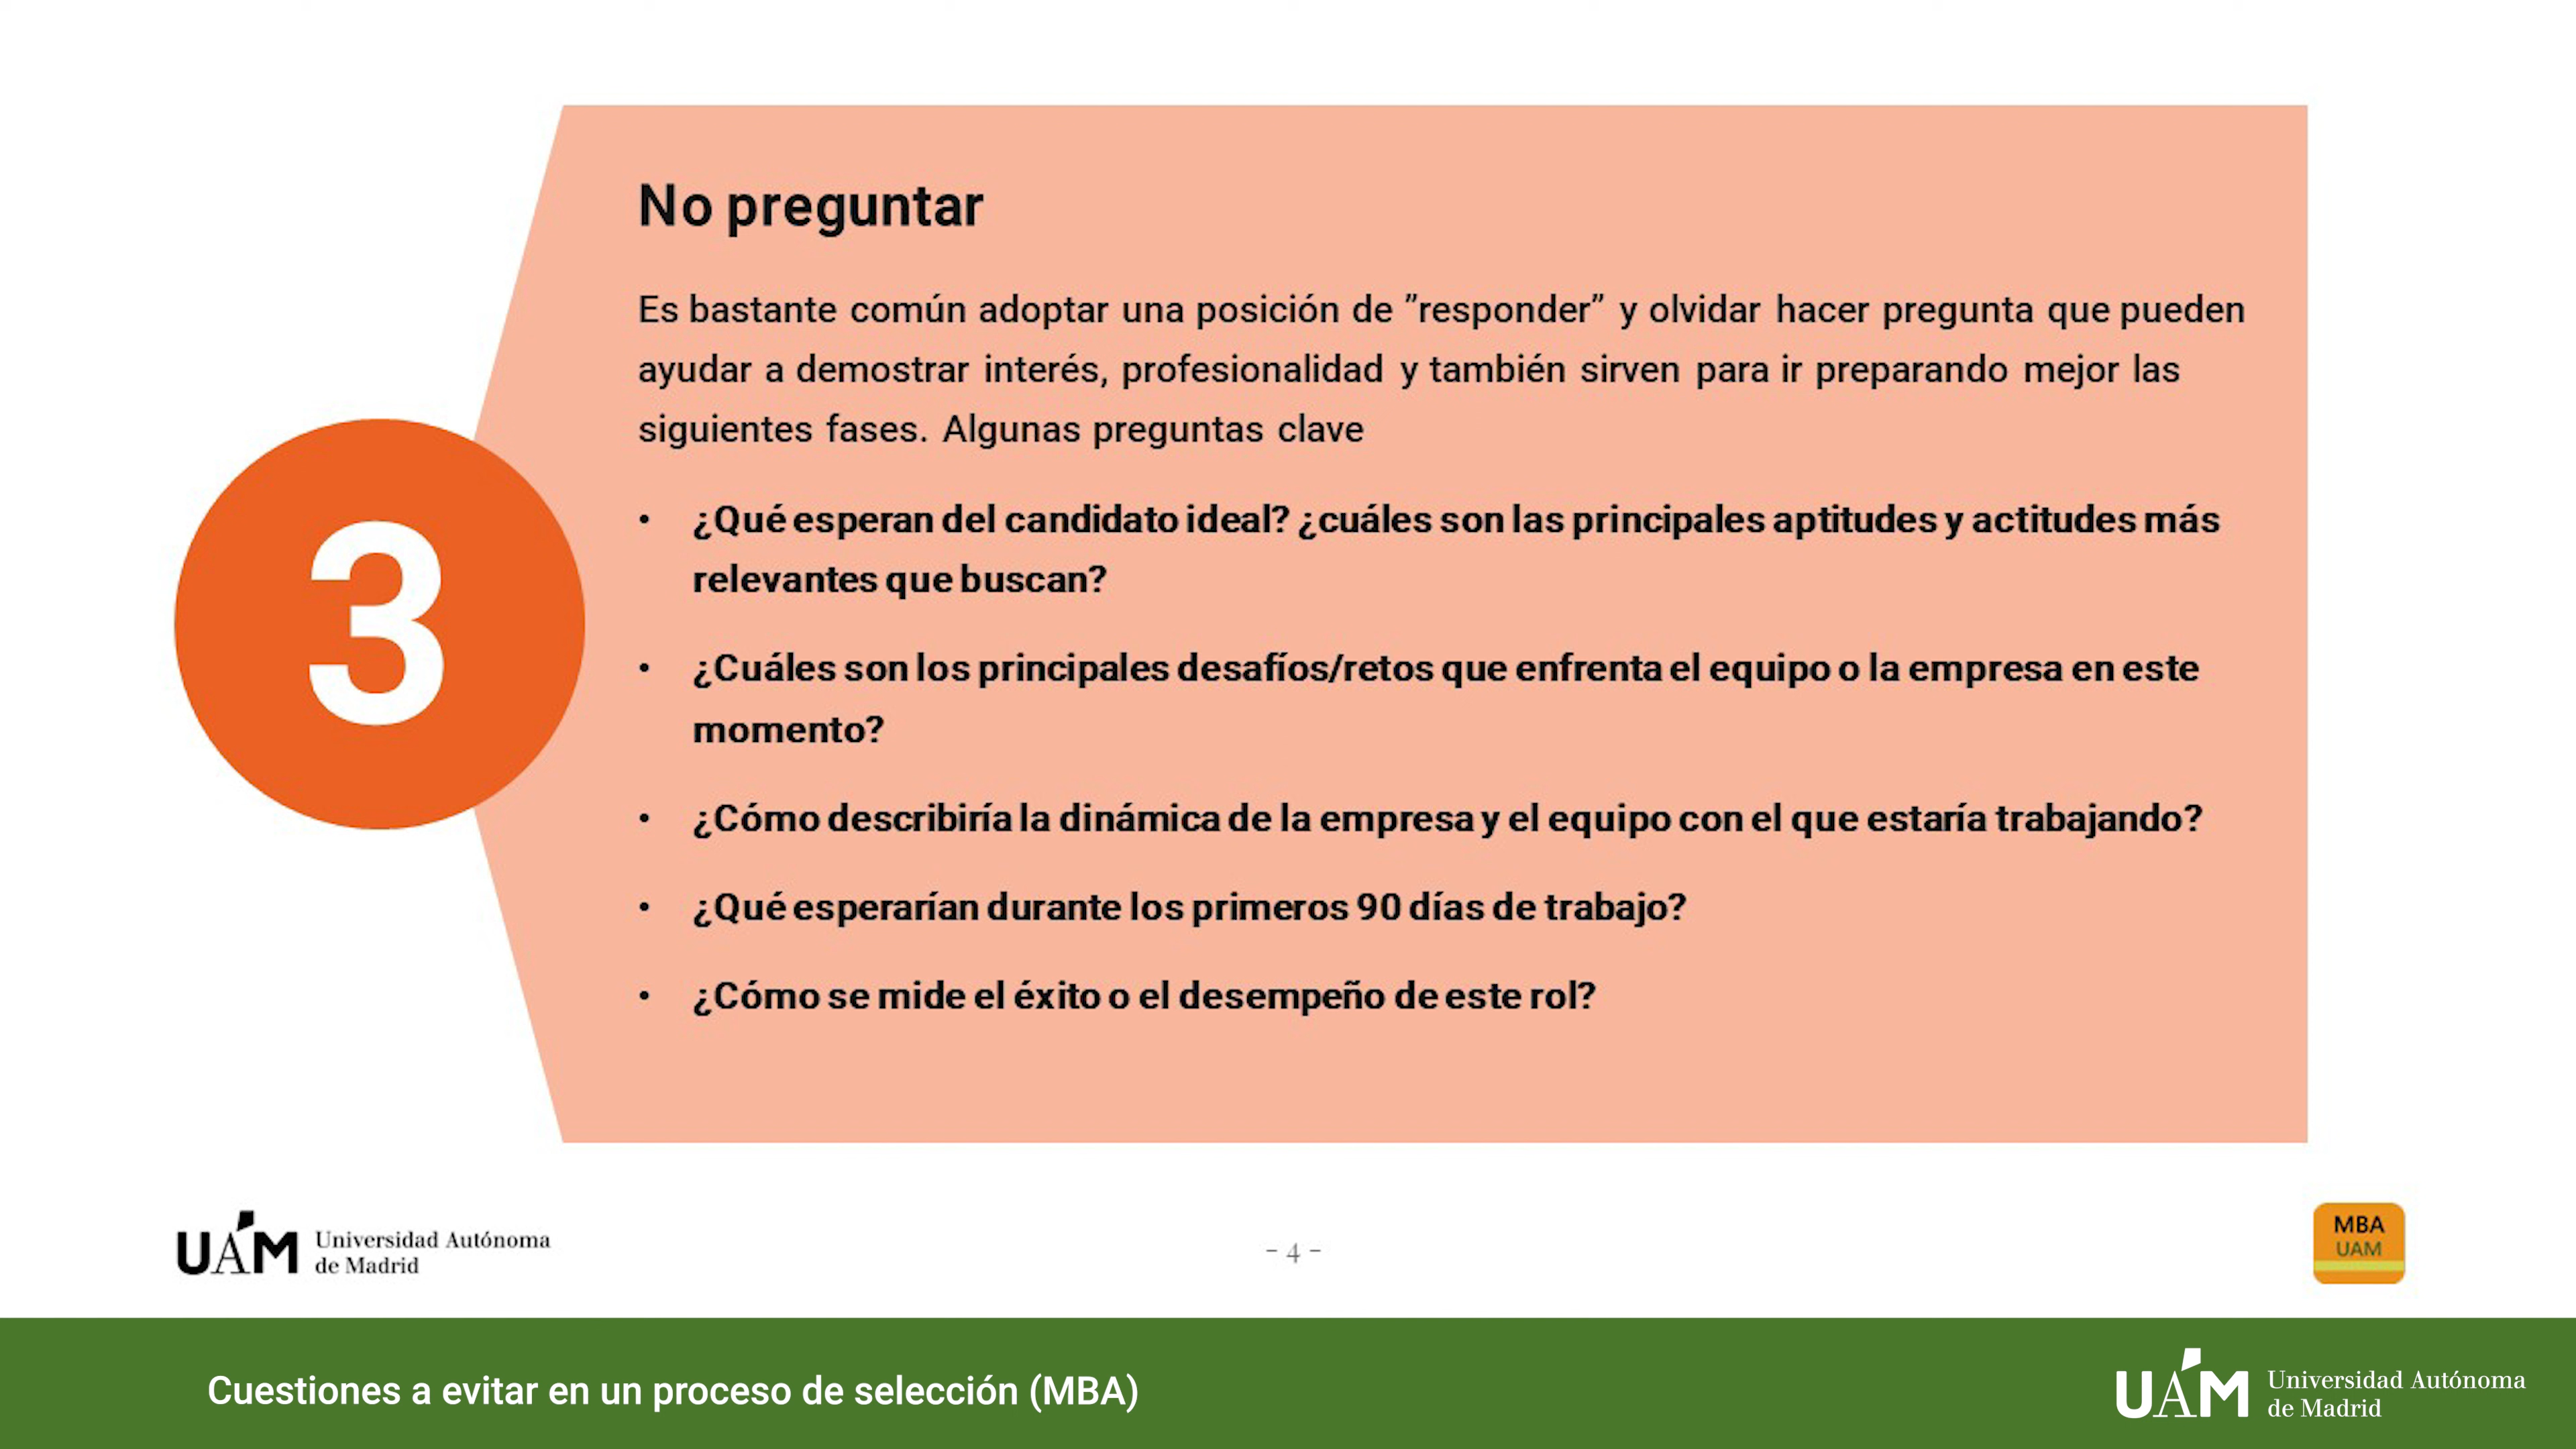 No preguntar
Es bastante común adoptar una posición de ”responder” y olvidar hacer pregunta que pueden
ayudar a demostrar interés, profesionalidad y también sirven para ir preparando mejor las
siguientes fases. Algunas preguntas clave
3
• ¿Qué esperan del candidato ideal? ¿cuáles son las principales aptitudes y actitudes más
relevantes que buscan?
• ¿Cuáles son los principales desafíos/retos que enfrenta el equipo o la empresa en este
momento?
• ¿Cómo describiría la dinámica de la empresa y el equipo con el que estaría trabajando?
• ¿Qué esperarían durante los primeros 90 días de trabajo?
• ¿Cómo se mide el éxito o el desempeño de este rol?
UAM Universidad Autónoma
de Madrid
- 4 -
MBA
UAM
Cuestiones a evitar en un proceso de selección (MBA)
UAM Universidad Autónoma
de Madrid